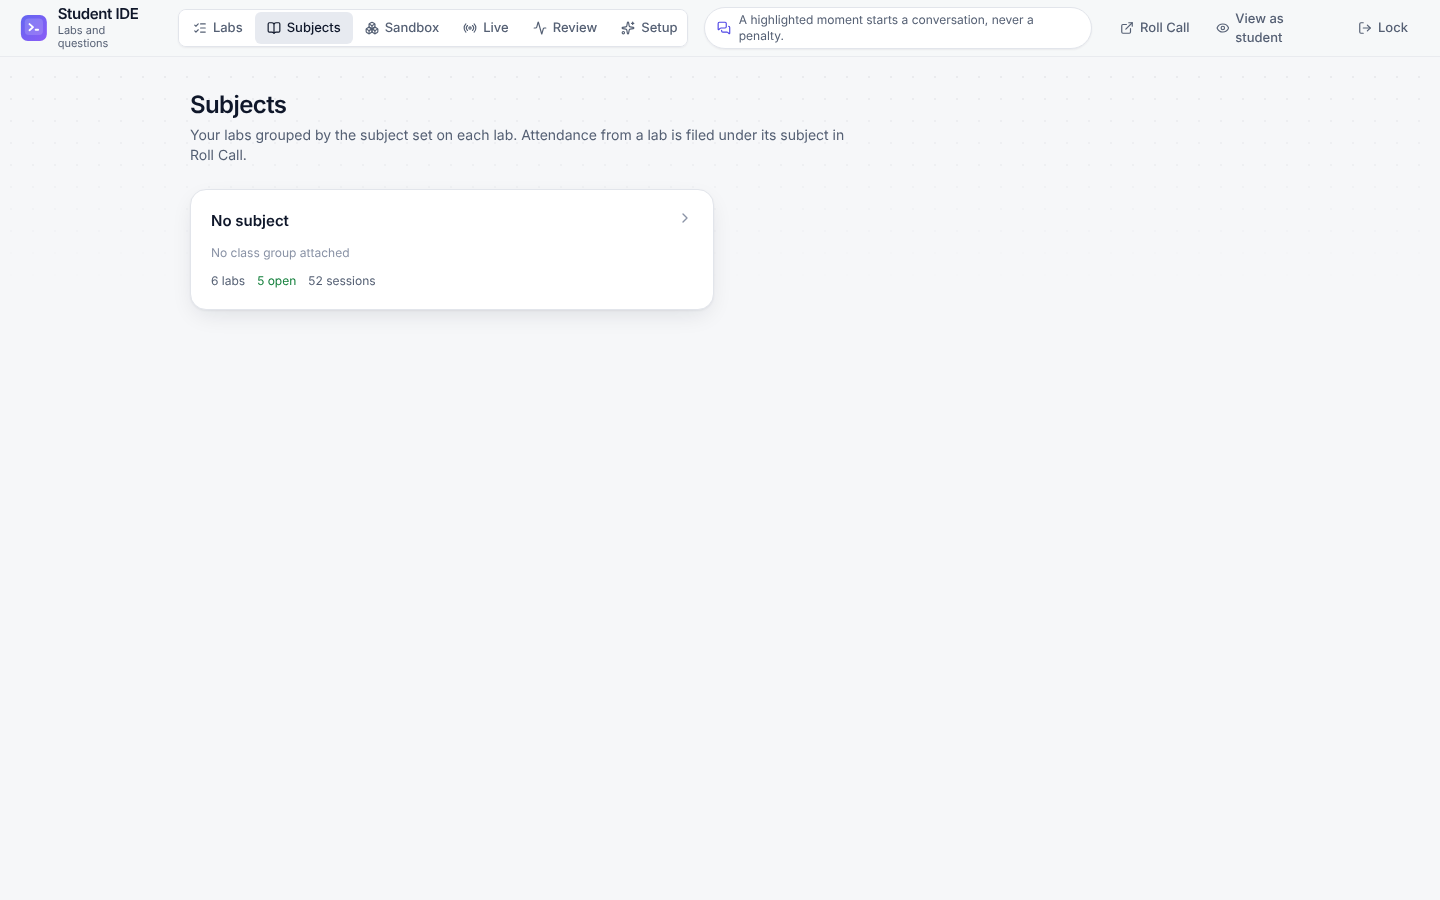 Student IDE
Labs and
questions
Labs
Subjects
Sandbox
Live
Review
Setup
A highlighted moment starts a conversation, never a
penalty.
Roll Call
View as
student
Lock
Subjects
Your labs grouped by the subject set on each lab. Attendance from a lab is filed under its subject in
Roll Call.
No subject
No class group attached
6 labs 5 open 52 sessions